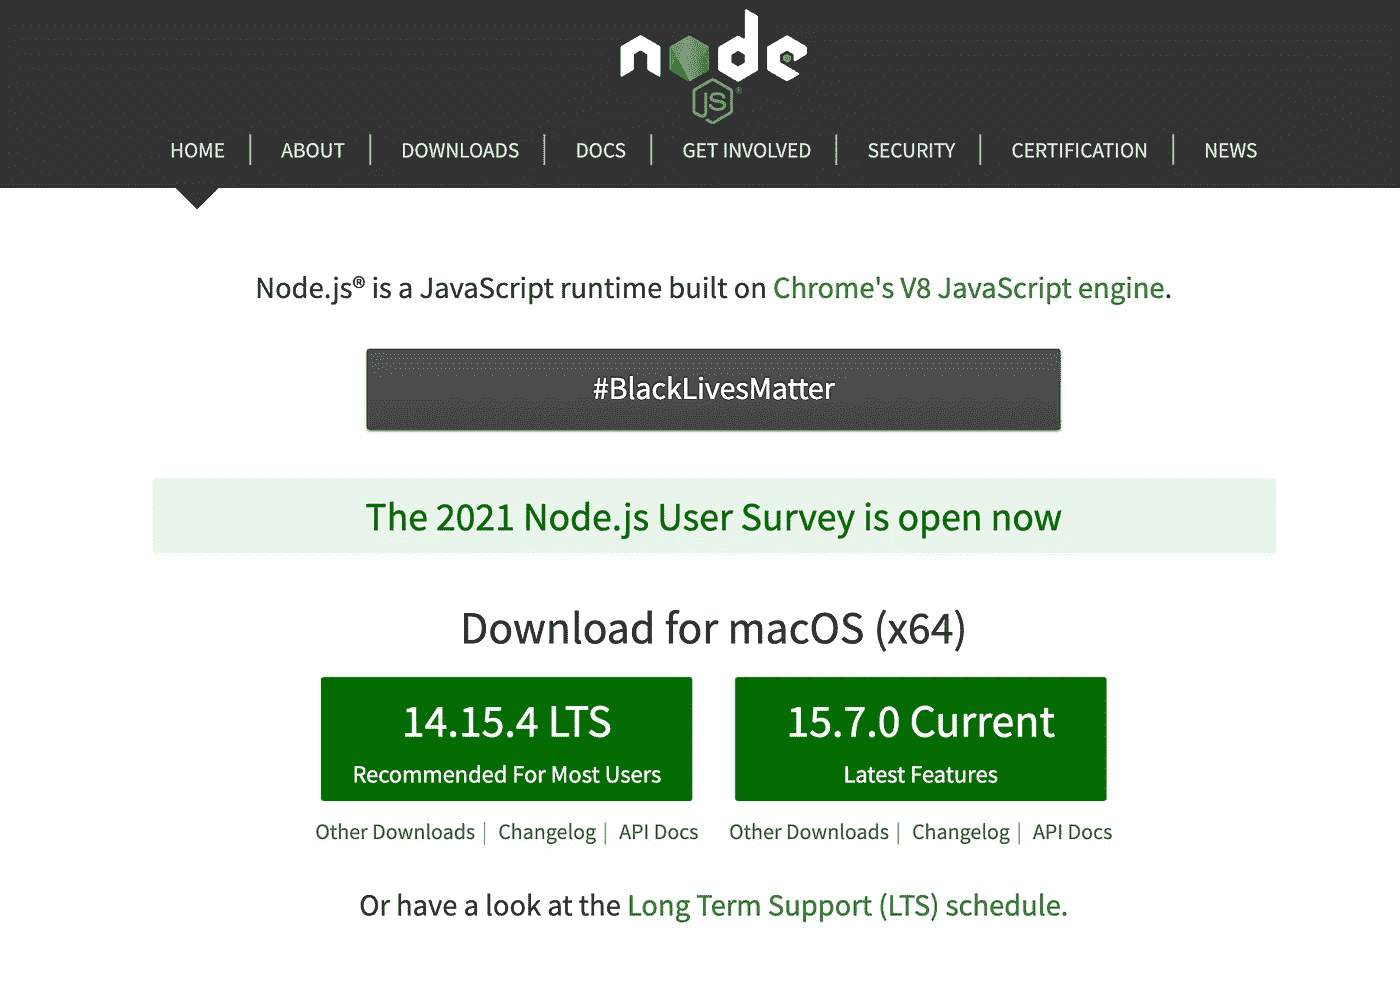 node
JS®
HOME | ABOUT | DOWNLOADS | DOCS | GET INVOLVED | SECURITY | CERTIFICATION | NEWS
Node.js® is a JavaScript runtime built on Chrome's V8 JavaScript engine.
#BlackLivesMatter
The 2021 Node.js User Survey is open now
Download for macOS (x64)
14.15.4 LTS
Recommended For Most Users
15.7.0 Current
Latest Features
Other Downloads | Changelog | API Docs
Other Downloads | Changelog | API Docs
Or have a look at the Long Term Support (LTS) schedule.